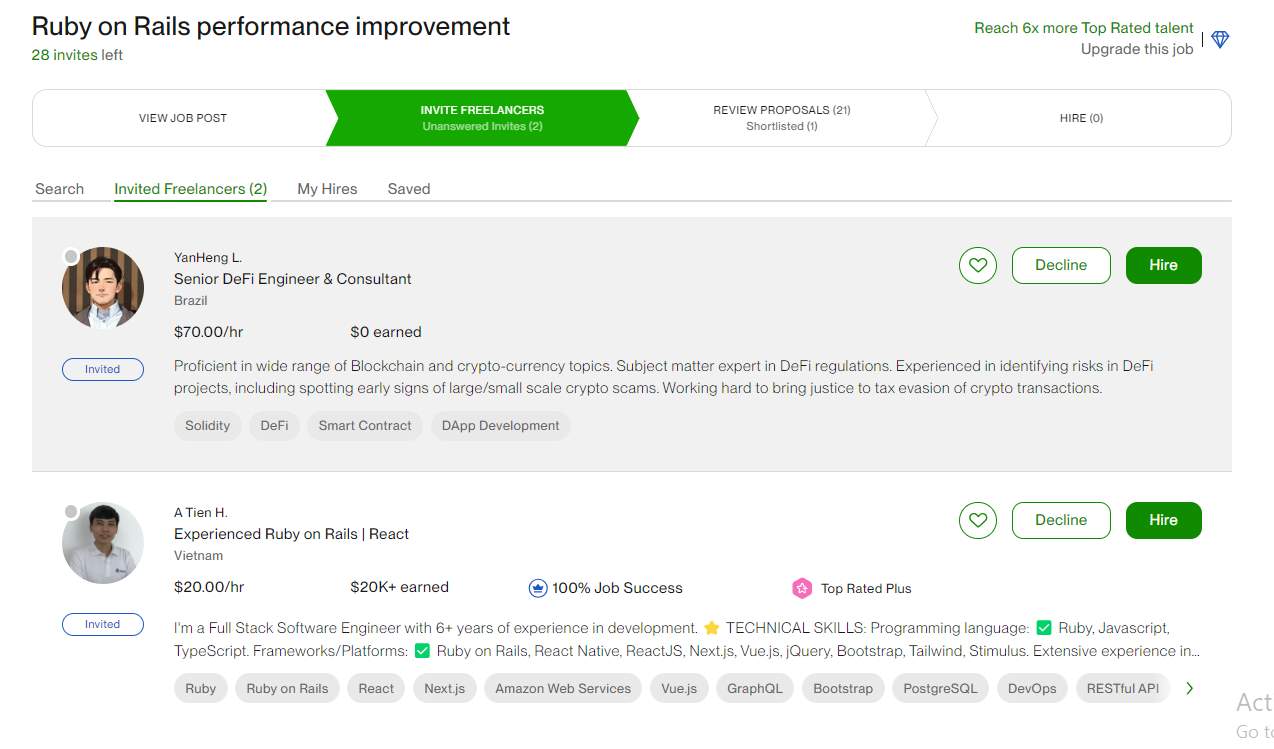 Ruby on Rails performance improvement
28 invites left
Reach 6x more Top Rated talent
Upgrade this job
VIEW JOB POST
INVITE FREELANCERS
Unanswered Invites (2)
REVIEW PROPOSALS (21)
Shortlisted (1)
HIRE (0)
Search
Invited Freelancers (2)
My Hires
Saved
YanHeng L.
Senior DeFi Engineer & Consultant
Brazil
Decline
Hire
$70.00/hr
$0 earned
Invited
Proficient in wide range of Blockchain and crypto-currency topics. Subject matter expert in DeFi regulations. Experienced in identifying risks in DeFi
projects, including spotting early signs of large/small scale crypto scams. Working hard to bring justice to tax evasion of crypto transactions.
Solidity
DeFi
Smart Contract
DApp Development
A Tien H.
Experienced Ruby on Rails | React
Vietnam
Decline
Hire
$20.00/hr
$20K+ earned
100% Job Success
Top Rated Plus
Invited
I'm a Full Stack Software Engineer with 6+ years of experience in development. ⭐ TECHNICAL SKILLS: Programming language: ✅ Ruby, Javascript,
TypeScript. Frameworks/Platforms: ✅ Ruby on Rails, React Native, ReactJS, Next.js, Vue.js, jQuery, Bootstrap, Tailwind, Stimulus. Extensive experience in...
Ruby
Ruby on Rails
React
Next.js
Amazon Web Services
Vue.js
GraphQL
Bootstrap
PostgreSQL
DevOps
RESTful API
Act
Go to